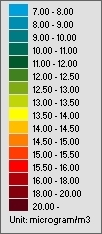 7.00 - 8.00
8.00 - 9.00
9.00 - 10.00
10.00 - 11.00
11.00 - 12.00
12.00 - 12.50
12.50 - 13.00
13.00 - 13.50
13.50 - 14.00
14.00 - 14.50
14.50 - 15.00
15.00 - 15.50
15.50 - 16.00
16.00 - 18.00
18.00 - 20.00
20.00 -
Unit: microgram/m3